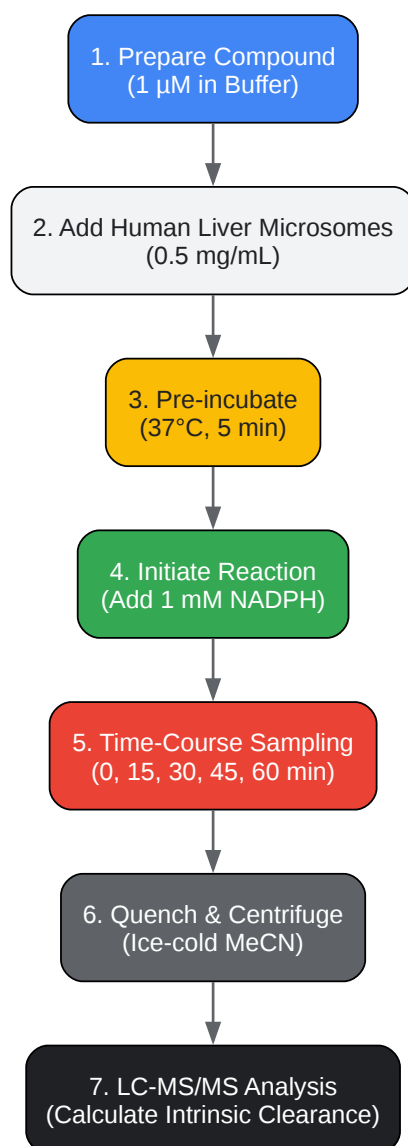 1. Prepare Compound
(1 µM in Buffer)
2. Add Human Liver Microsomes
(0.5 mg/mL)
3. Pre-incubate
(37°C, 5 min)
4. Initiate Reaction
(Add 1 mM NADPH)
5. Time-Course Sampling
(0, 15, 30, 45, 60 min)
6. Quench & Centrifuge
(Ice-cold MeCN)
7. LC-MS/MS Analysis
(Calculate Intrinsic Clearance)